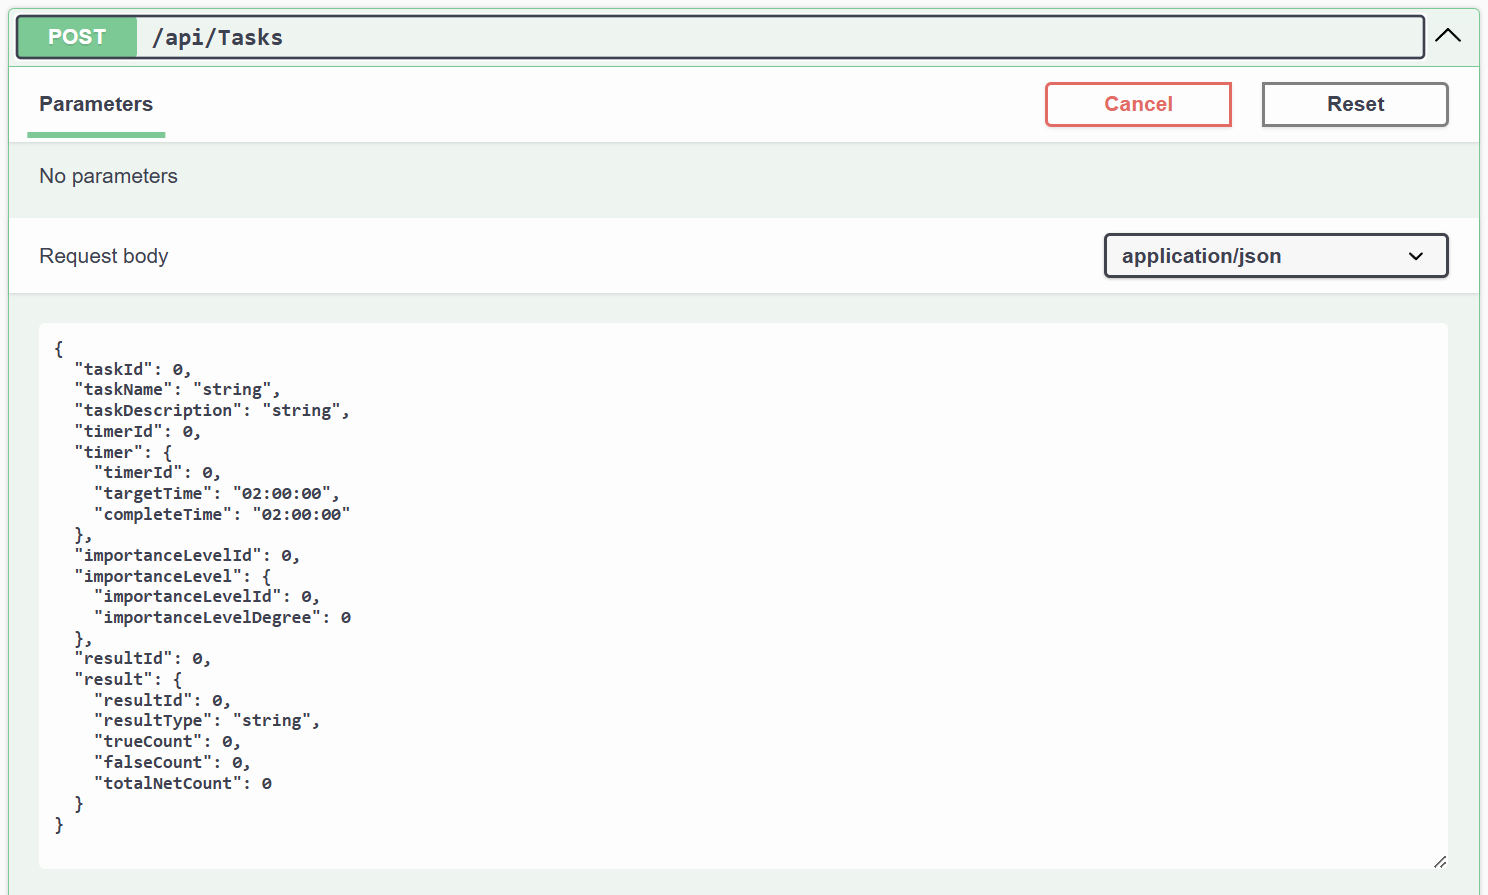 POST /api/Tasks
Parameters Cancel Reset
No parameters
Request body application/json
{
  "taskId": 0,
  "taskName": "string",
  "taskDescription": "string",
  "timerId": 0,
  "timer": {
    "timerId": 0,
    "targetTime": "02:00:00",
    "completeTime": "02:00:00"
  },
  "importanceLevelId": 0,
  "importanceLevel": {
    "importanceLevelId": 0,
    "importanceLevelDegree": 0
  },
  "resultId": 0,
  "result": {
    "resultId": 0,
    "resultType": "string",
    "trueCount": 0,
    "falseCount": 0,
    "totalNetCount": 0
  }
}